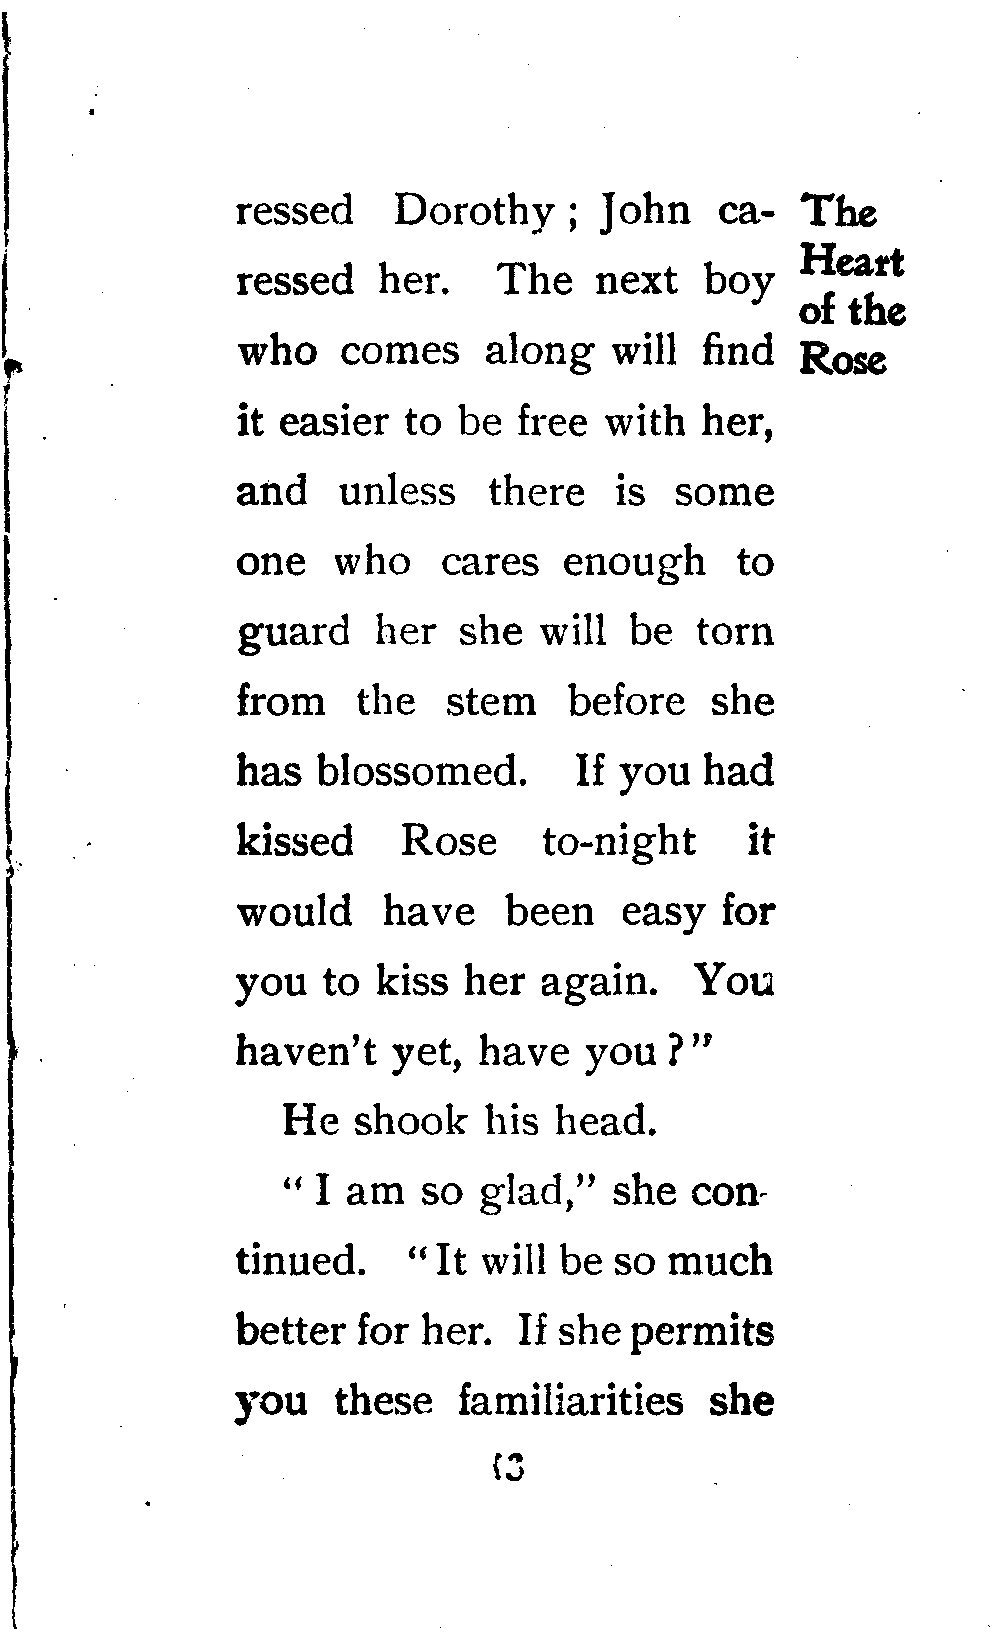 ressed Dorothy ; John ca-
ressed her. The next boy
who comes along will find
it easier to be free with her,
and unless there is some
one who cares enough to
guard her she will be torn
from the stem before she
has blossomed. If you had
kissed Rose to-night it
would have been easy for
you to kiss her again. You
haven't yet, have you ?"
He shook his head.
" I am so glad," she con-
tinued. " It will be so much
better for her. If she permits
you these familiarities she
The
Heart
of the
Rose
13